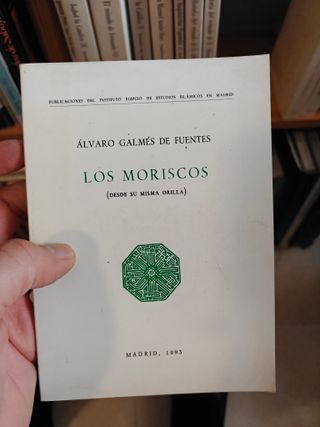 PUBLICACIONES DEL INSTITUTO EGIPCIO DE ESTUDIOS ISLÁMICOS EN MADRID
ÁLVARO GALMÉS DE FUENTES
LOS MORISCOS
(DESDE SU MISMA ORILLA)
MADRID, 1993